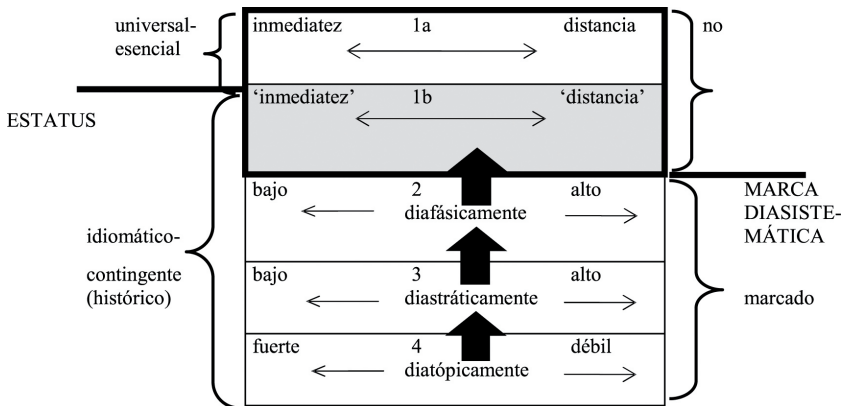 universal-
esencial
inmediatez 1a distancia
no
‘inmediatez’ 1b ‘distancia’
ESTATUS
bajo 2 alto
diafásicamente
MARCA
DIASISTE-
MÁTICA
idiomático-
contingente
(histórico)
bajo 3 alto
diastráticamente
marcado
fuerte 4 débil
diatópicamente